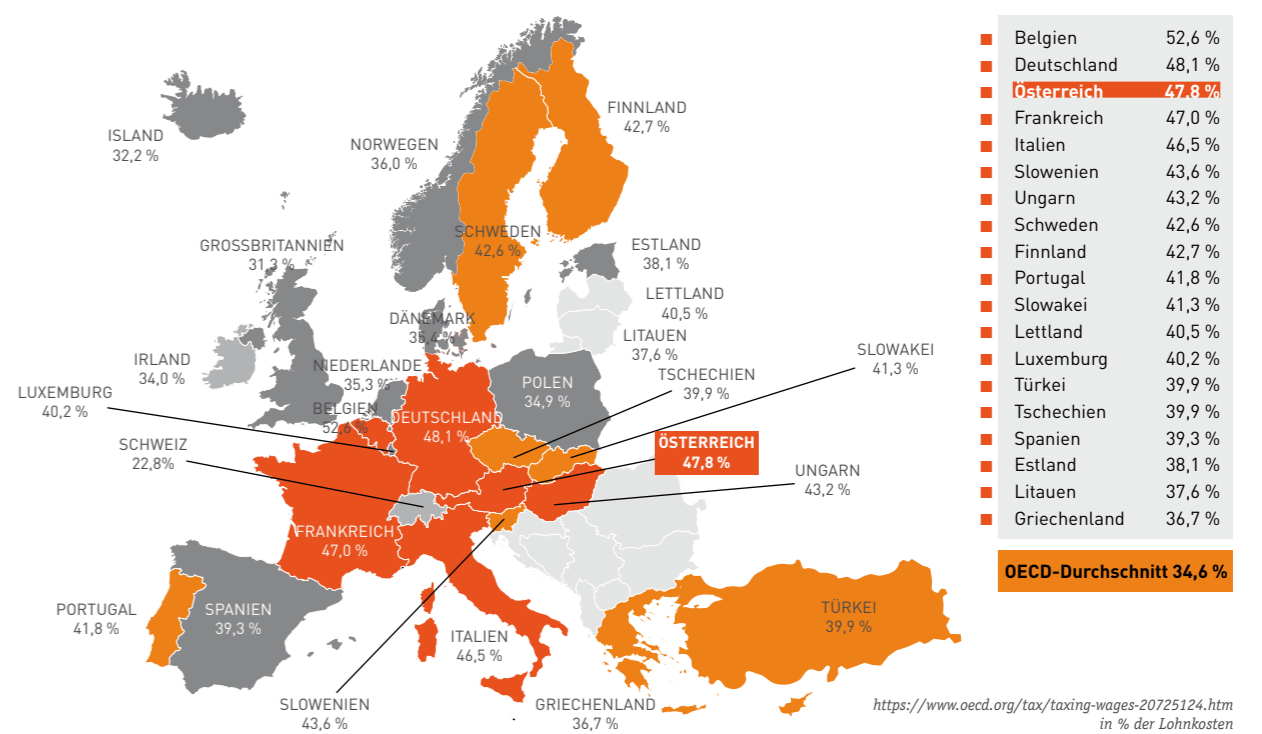 ISLAND
32,2 %
NORWEGEN
36,0 %
FINNLAND
42,7 %
SCHWEDEN
42,6 %
GROSSBRITANNIEN
31,3 %
ESTLAND
38,1 %
LETTLAND
40,5 %
LITAUEN
37,6 %
DÄNEMARK
35,4 %
IRLAND
34,0 %
NIEDERLANDE
35,3 %
LUXEMBURG
40,2 %
BELGIEN
52,6 %
DEUTSCHLAND
48,1 %
POLEN
34,9 %
TSCHECHIEN
39,9 %
SLOWAKEI
41,3 %
SCHWEIZ
22,8%
ÖSTERREICH
47,8 %
UNGARN
43,2 %
FRANKREICH
47,0 %
PORTUGAL
41,8 %
SPANIEN
39,3 %
ITALIEN
46,5 %
TÜRKEI
39,9 %
SLOWENIEN
43,6 %
GRIECHENLAND
36,7 %
Belgien 52,6 %
Deutschland 48,1 %
Österreich 47,8 %
Frankreich 47,0 %
Italien 46,5 %
Slowenien 43,6 %
Ungarn 43,2 %
Schweden 42,6 %
Finnland 42,7 %
Portugal 41,8 %
Slowakei 41,3 %
Lettland 40,5 %
Luxemburg 40,2 %
Türkei 39,9 %
Tschechien 39,9 %
Spanien 39,3 %
Estland 38,1 %
Litauen 37,6 %
Griechenland 36,7 %
OECD-Durchschnitt 34,6 %
https://www.oecd.org/tax/taxing-wages-20725124.htm
in % der Lohnkosten